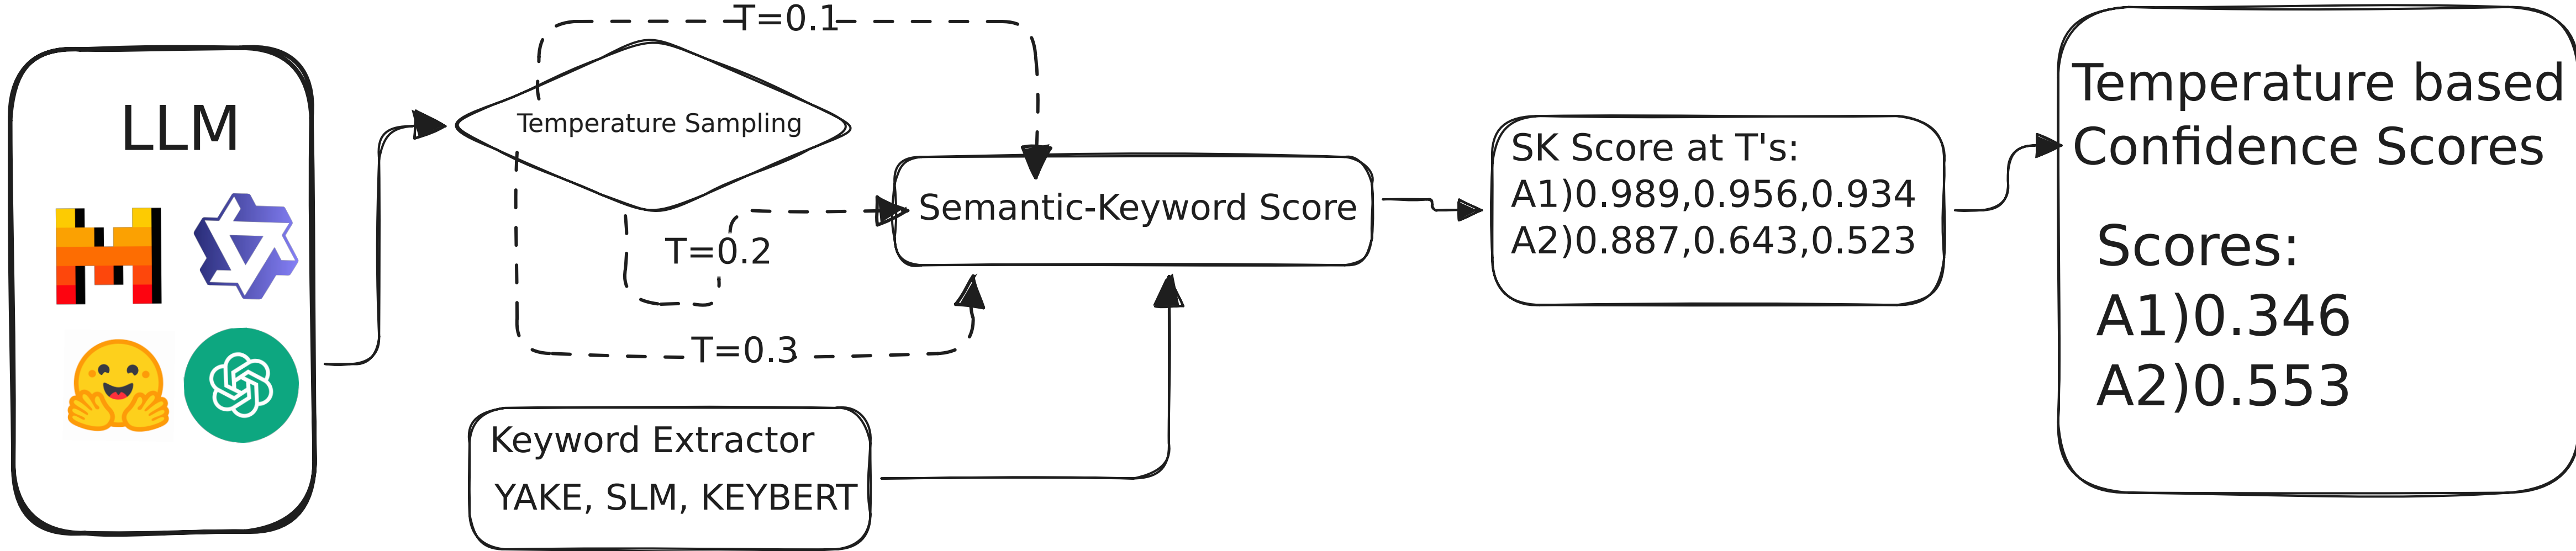 LLM
T=0.1
Temperature Sampling
T=0.2
T=0.3
Keyword Extractor
YAKE, SLM, KEYBERT
Semantic-Keyword Score
SK Score at T's:
A1)0.989,0.956,0.934
A2)0.887,0.643,0.523
Temperature based
Confidence Scores
Scores:
A1)0.346
A2)0.553